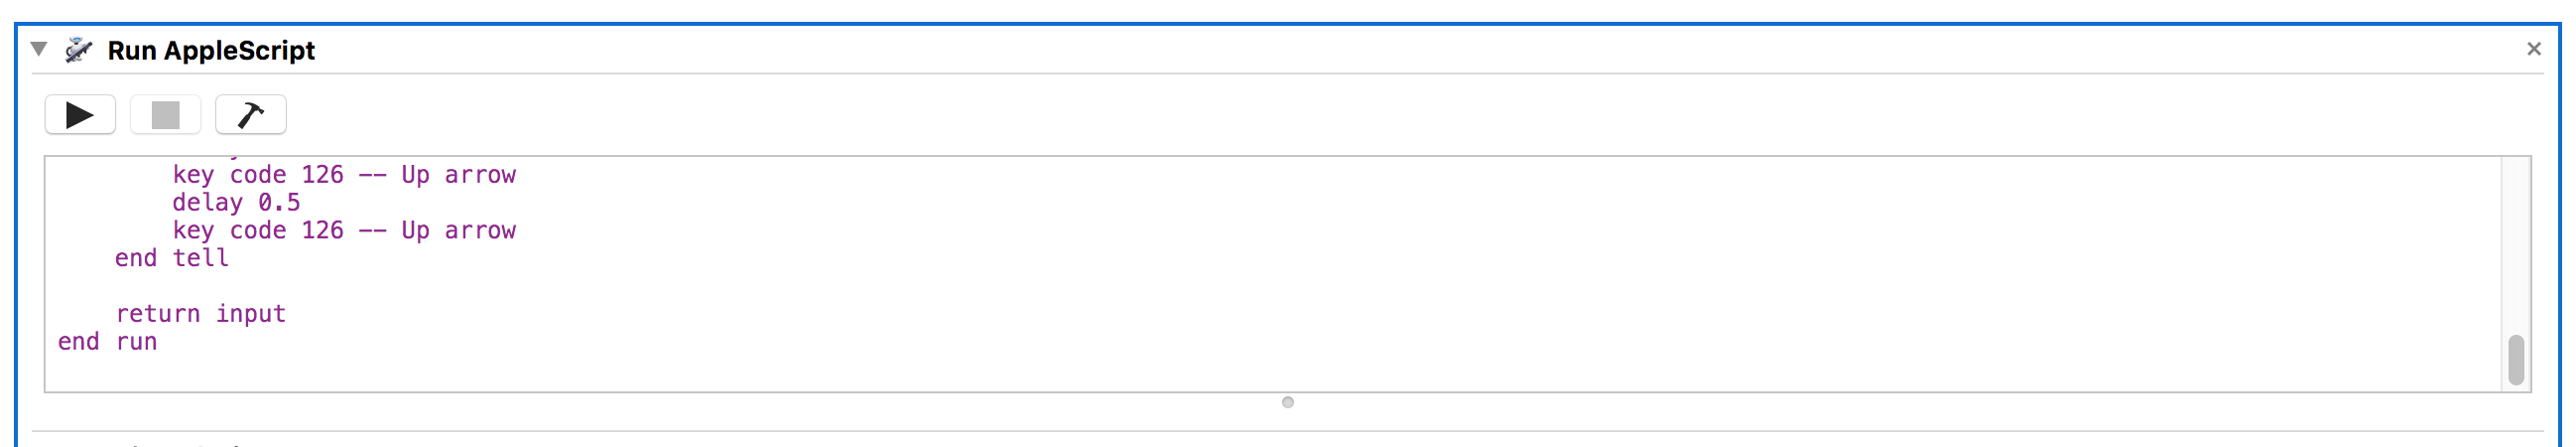 Run AppleScript
key code 126 -- Up arrow
delay 0.5
key code 126 -- Up arrow
end tell
return input
end run